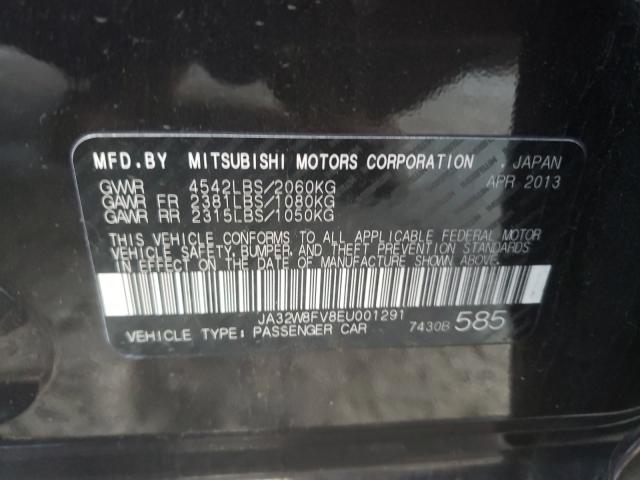 MFD.BY MITSUBISHI MOTORS CORPORATION . JAPAN
GVWR 4542LBS/2060KG APR 2013
GAWR FR 2381LBS/1080KG
GAWR RR 2315LBS/1050KG
THIS VEHICLE CONFORMS TO ALL APPLICABLE FEDERAL MOTOR
VEHICLE SAFETY, BUMPER, AND THEFT PREVENTION STANDARDS
IN EFFECT ON THE DATE OF MANUFACTURE SHOWN ABOVE.
JA32W8FV8EU001291
VEHICLE TYPE: PASSENGER CAR 7430B 585